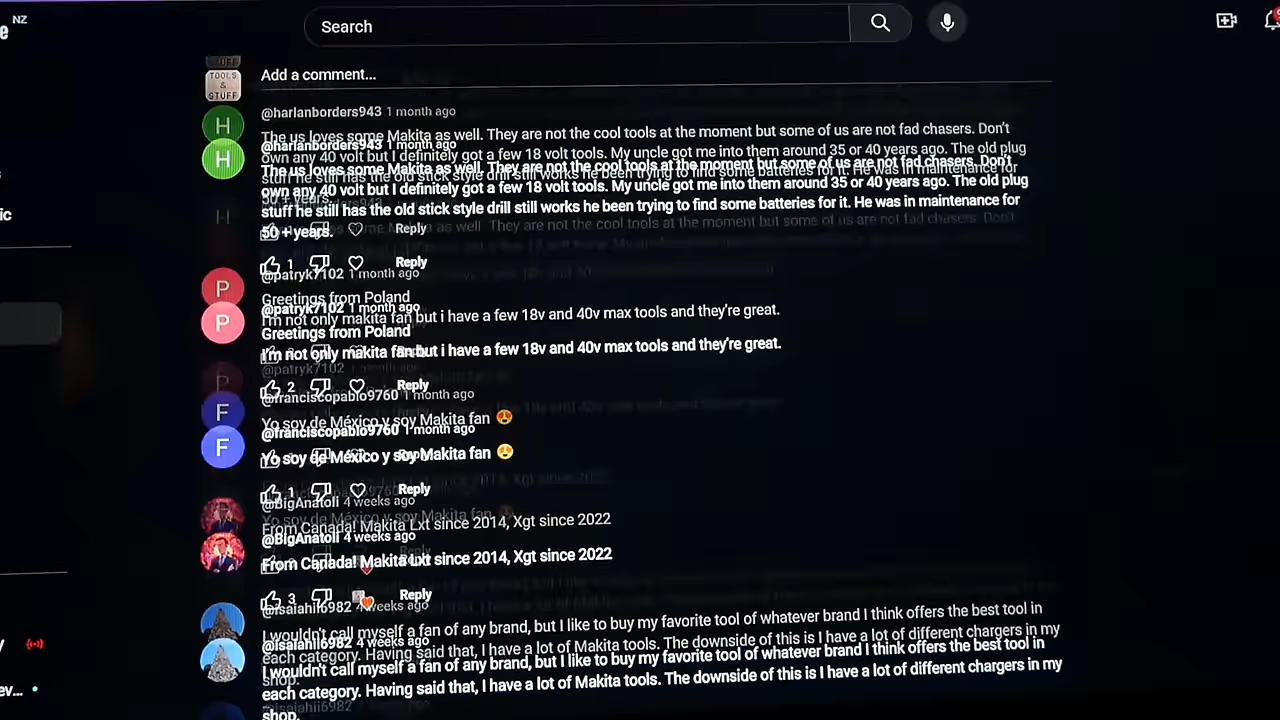 NZ
e
Search
TOOLS
&
STUFF
Add a comment...
@harlanborders943 1 month ago
The us loves some Makita as well. They are not the cool tools at the moment but some of us are not fad chasers. Don't
own any 40 volt but I definitely got a few 18 volt tools. My uncle got me into them around 35 or 40 years ago. The old plug
stuff he still has the old stick style drill still works he been trying to find some batteries for it. He was in maintenance for
50 + years.
1
Reply
@patryk7102 1 month ago
Greetings from Poland
I'm not only makita fan but i have a few 18v and 40v max tools and they're great.
2
Reply
@franciscopablo9760 1 month ago
Yo soy de México y soy Makita fan 😍
1
Reply
@BigAnatoli 4 weeks ago
From Canada! Makita Lxt since 2014, Xgt since 2022
3
Reply
@isaiahii6982 4 weeks ago
I wouldn't call myself a fan of any brand, but I like to buy my favorite tool of whatever brand I think offers the best tool in
each category. Having said that, I have a lot of Makita tools. The downside of this is I have a lot of different chargers in my
shop.
H
P
F
ic
y
ev...